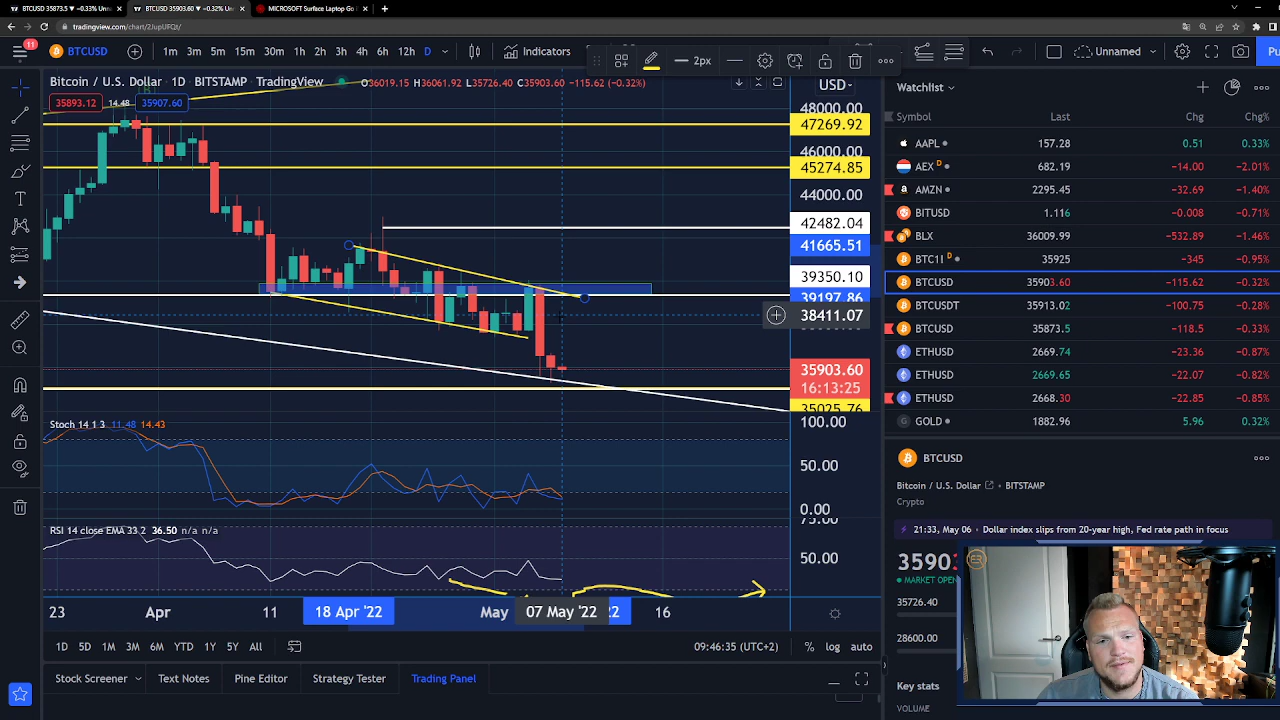 BTCUSD 35873.5 −0.33% Un
BTCUSD 35903.60 −0.32% Un
MICROSOFT Surface Laptop Go
tradingview.com/chart/2JupUFQt/
11
BTCUSD
1m 3m 5m 15m 30m 1h 2h 3h 4h 6h 12h D
Indicators
Unnamed
Pu
2px
Bitcoin / U.S. Dollar 1D BITSTAMP TradingView
O36019.15 H36061.92 L35726.40 C35903.60 −115.62 (−0.32%)
35893.12 14.48 35907.60
USD
48000.00
47269.92
46000.00
45274.85
44000.00
42482.04
41665.51
39350.10
39197.86
38411.07
35903.60
16:13:25
35025.76
Stoch 14 1 3 11.48 14.43
100.00
50.00
0.00
RSI 14 close EMA 33 2 36.50 n/a n/a
75.00
50.00
23 Apr 11 18 Apr '22 May 07 May '22 22 16
1D 5D 1M 3M 6M YTD 1Y 5Y All
09:46:35 (UTC+2) % log auto
Stock Screener Text Notes Pine Editor Strategy Tester Trading Panel
Watchlist
Symbol Last Chg Chg%
AAPL 157.28 0.51 0.33%
AEX D 682.19 −14.00 −2.01%
AMZN 2295.45 −32.69 −1.40%
BITUSD 1.116 −0.008 −0.71%
BLX 36009.99 −532.89 −1.46%
BTC1! D 35925 −345 −0.95%
BTCUSD 35903.60 −115.62 −0.32%
BTCUSDT 35913.02 −100.75 −0.28%
BTCUSD 35873.5 −118.5 −0.33%
ETHUSD 2669.74 −23.36 −0.87%
ETHUSD 2669.65 −22.07 −0.82%
ETHUSD 2668.30 −22.85 −0.85%
GOLD 1882.96 5.96 0.32%
BTCUSD
Bitcoin / U.S. Dollar BITSTAMP
Crypto
21:33, May 06 Dollar index slips from 20-year high, Fed rate path in focus
3590
MARKET OPEN
35726.40
28600.00
Key stats
VOLUME